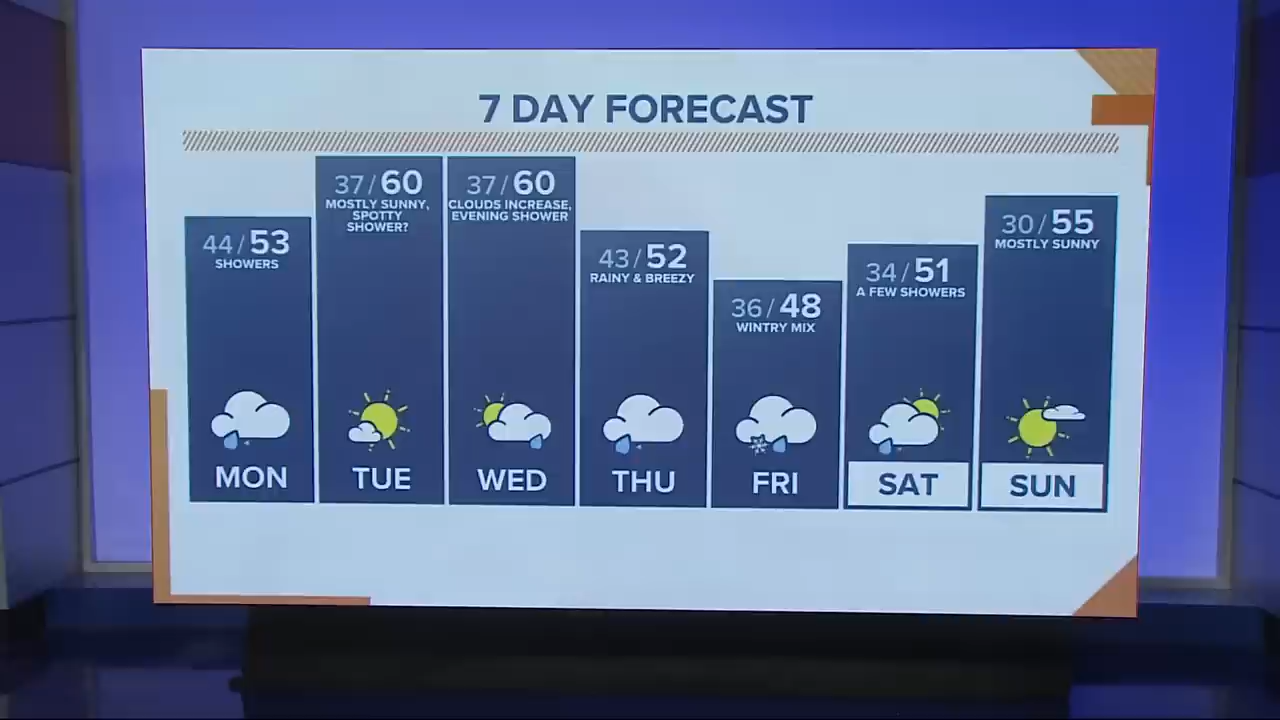 7 DAY FORECAST
44/53
SHOWERS
MON
37/60
MOSTLY SUNNY,
SPOTTY
SHOWER?
TUE
37/60
CLOUDS INCREASE,
EVENING SHOWER
WED
43/52
RAINY & BREEZY
THU
36/48
WINTRY MIX
FRI
34/51
A FEW SHOWERS
SAT
30/55
MOSTLY SUNNY
SUN